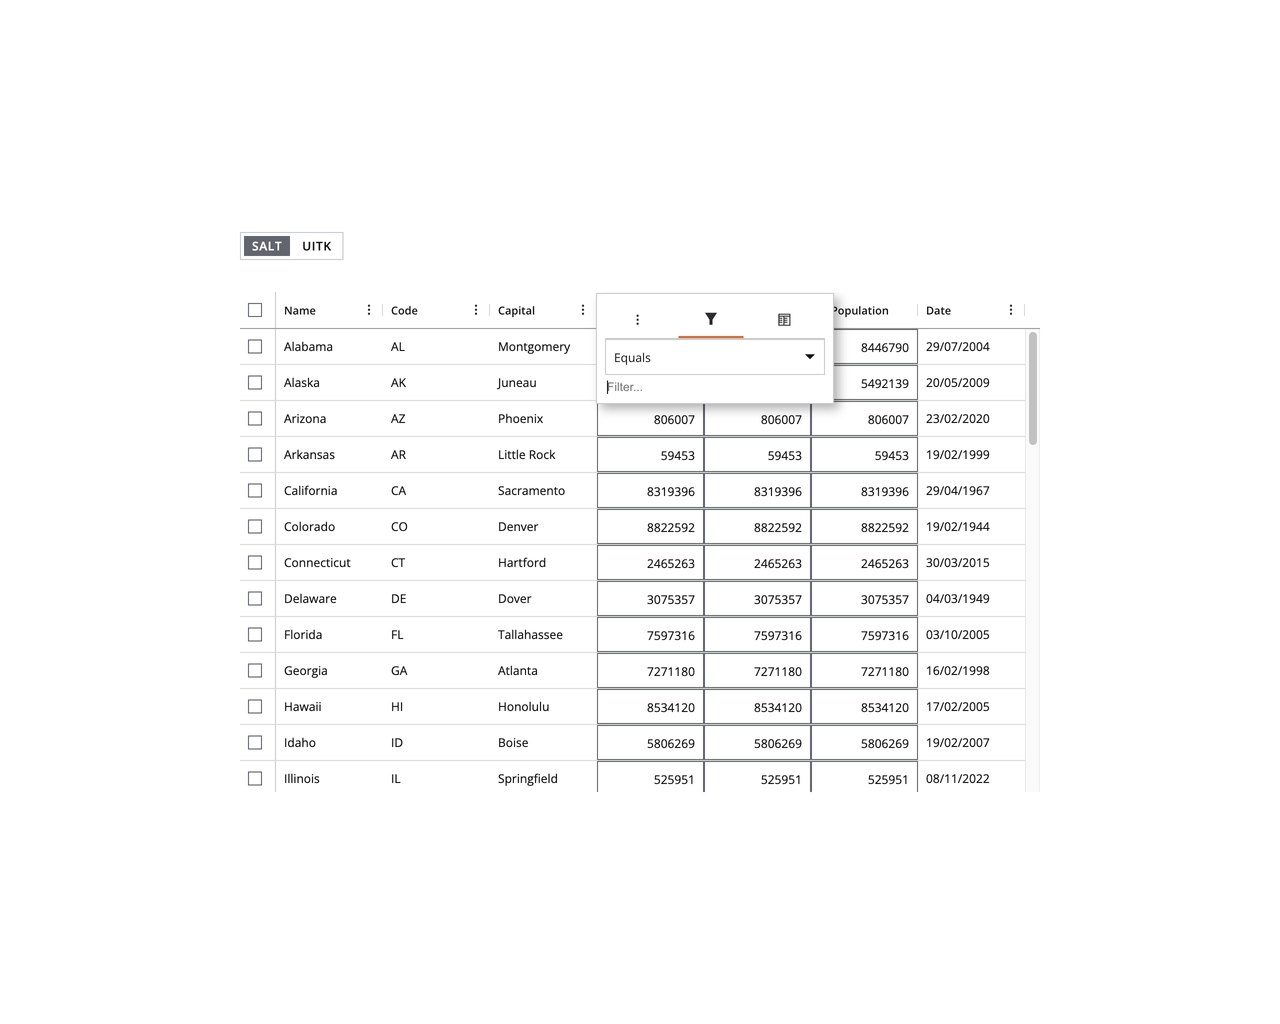 SALT UITK
Name Code Capital Population Date
Equals
Filter...
Alabama AL Montgomery 8446790 29/07/2004
Alaska AK Juneau 5492139 20/05/2009
Arizona AZ Phoenix 806007 806007 806007 23/02/2020
Arkansas AR Little Rock 59453 59453 59453 19/02/1999
California CA Sacramento 8319396 8319396 8319396 29/04/1967
Colorado CO Denver 8822592 8822592 8822592 19/02/1944
Connecticut CT Hartford 2465263 2465263 2465263 30/03/2015
Delaware DE Dover 3075357 3075357 3075357 04/03/1949
Florida FL Tallahassee 7597316 7597316 7597316 03/10/2005
Georgia GA Atlanta 7271180 7271180 7271180 16/02/1998
Hawaii HI Honolulu 8534120 8534120 8534120 17/02/2005
Idaho ID Boise 5806269 5806269 5806269 19/02/2007
Illinois IL Springfield 525951 525951 525951 08/11/2022